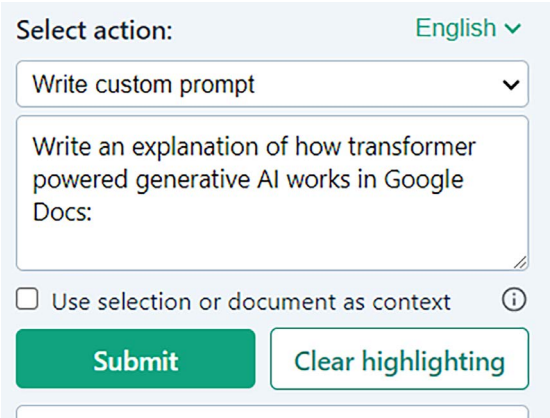 Select action:
English
Write custom prompt
Write an explanation of how transformer
powered generative AI works in Google
Docs:
Use selection or document as context
Submit
Clear highlighting